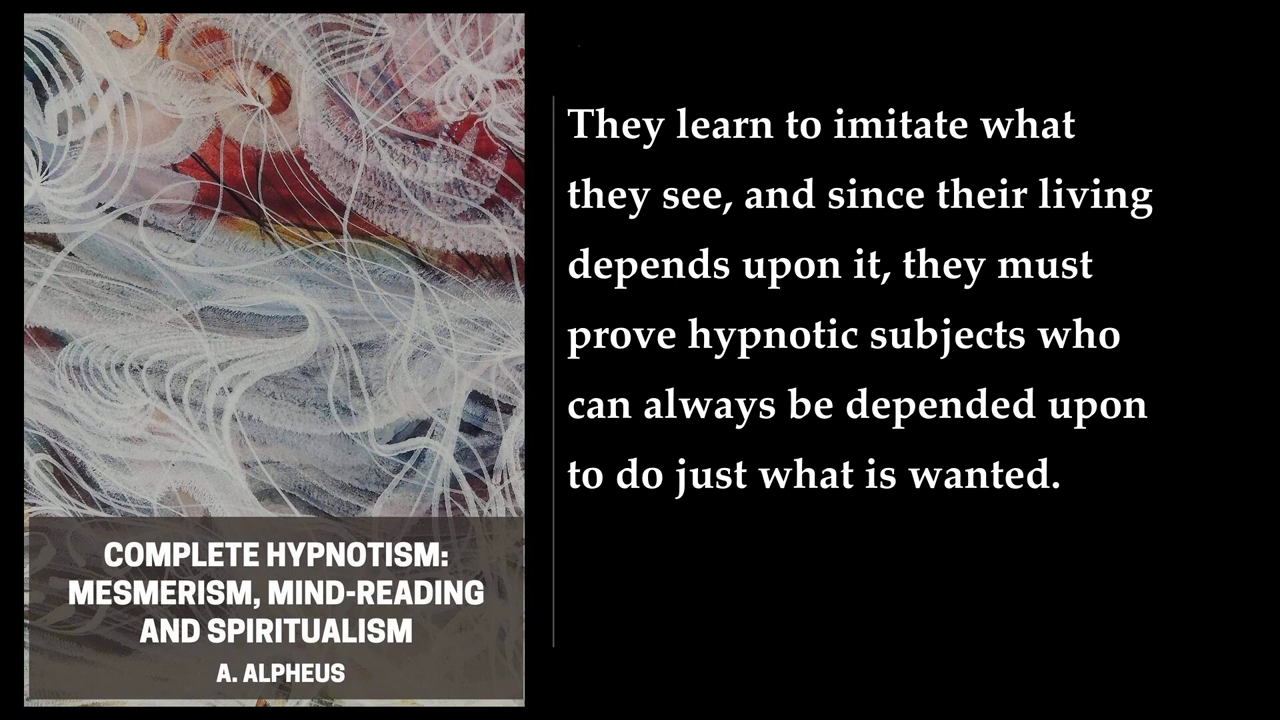 They learn to imitate what
they see, and since their living
depends upon it, they must
prove hypnotic subjects who
can always be depended upon
to do just what is wanted.
COMPLETE HYPNOTISM:
MESMERISM, MIND-READING
AND SPIRITUALISM
A. ALPHEUS